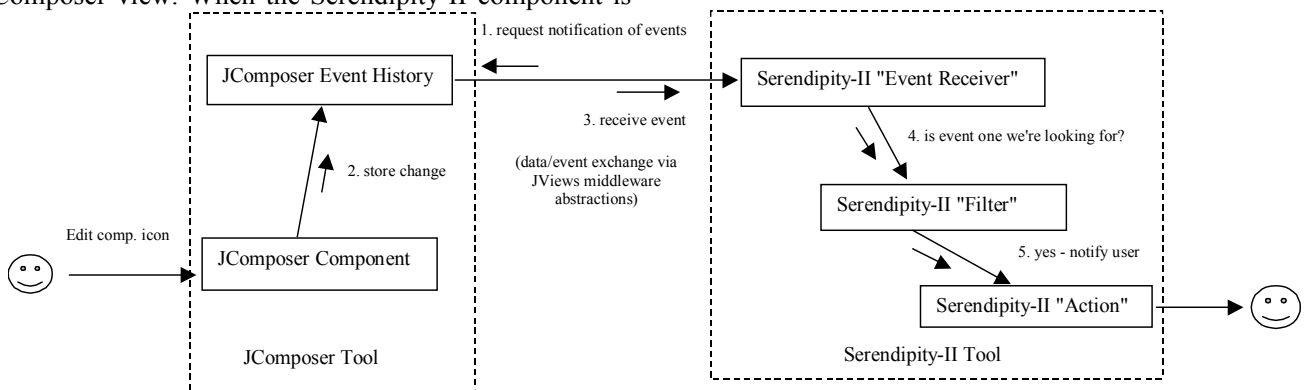 Composer view. When the Serendipity-II component is
1. request notification of events
JComposer Event History
Serendipity-II "Event Receiver"
3. receive event
4. is event one we're looking for?
2. store change
(data/event exchange via
JViews middleware
abstractions)
Serendipity-II "Filter"
Edit comp. icon
JComposer Component
5. yes - notify user
Serendipity-II "Action"
JComposer Tool
Serendipity-II Tool